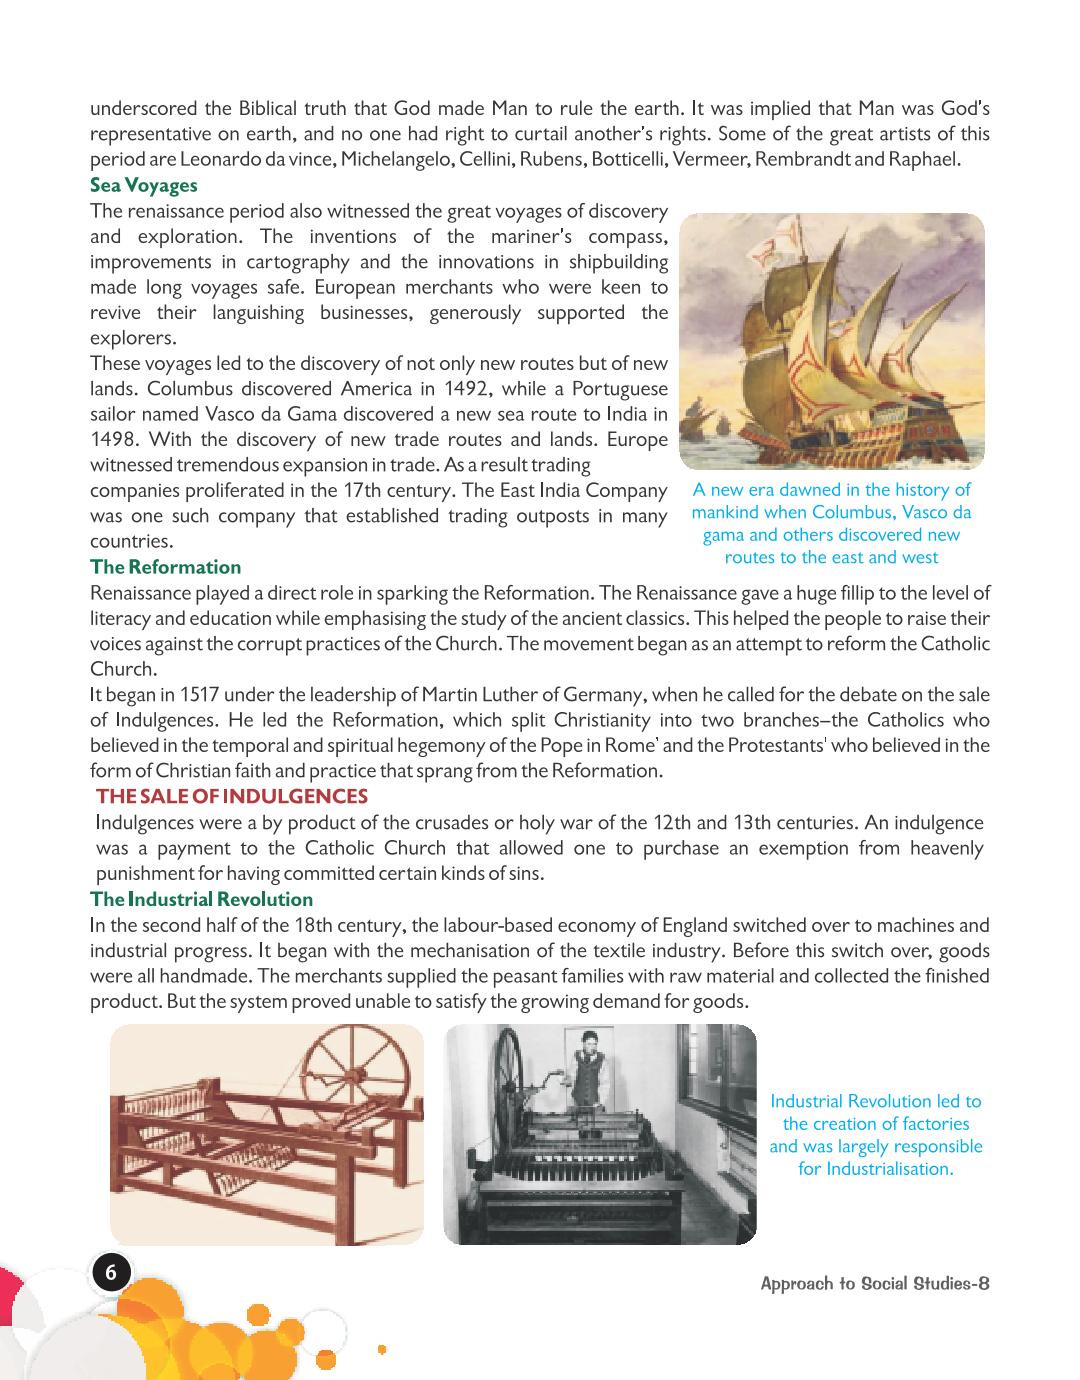 underscored the Biblical truth that God made Man to rule the earth. It was implied that Man was God's
representative on earth, and no one had right to curtail another's rights. Some of the great artists of this
period are Leonardo da vince, Michelangelo, Cellini, Rubens, Botticelli, Vermeer, Rembrandt and Raphael.
Sea Voyages
The renaissance period also witnessed the great voyages of discovery
and exploration. The inventions of the mariner's compass,
improvements in cartography and the innovations in shipbuilding
made long voyages safe. European merchants who were keen to
revive their languishing businesses, generously supported the
explorers.
These voyages led to the discovery of not only new routes but of new
lands. Columbus discovered America in 1492, while a Portuguese
sailor named Vasco da Gama discovered a new sea route to India in
1498. With the discovery of new trade routes and lands. Europe
witnessed tremendous expansion in trade. As a result trading
companies proliferated in the 17th century. The East India Company
was one such company that established trading outposts in many
countries.
A new era dawned in the history of
mankind when Columbus, Vasco da
gama and others discovered new
routes to the east and west
The Reformation
Renaissance played a direct role in sparking the Reformation. The Renaissance gave a huge fillip to the level of
literacy and education while emphasising the study of the ancient classics. This helped the people to raise their
voices against the corrupt practices of the Church. The movement began as an attempt to reform the Catholic
Church.
It began in 1517 under the leadership of Martin Luther of Germany, when he called for the debate on the sale
of Indulgences. He led the Reformation, which split Christianity into two branches–the Catholics who
believed in the temporal and spiritual hegemony of the Pope in Rome' and the Protestants' who believed in the
form of Christian faith and practice that sprang from the Reformation.
THE SALE OF INDULGENCES
Indulgences were a by product of the crusades or holy war of the 12th and 13th centuries. An indulgence
was a payment to the Catholic Church that allowed one to purchase an exemption from heavenly
punishment for having committed certain kinds of sins.
The Industrial Revolution
In the second half of the 18th century, the labour-based economy of England switched over to machines and
industrial progress. It began with the mechanisation of the textile industry. Before this switch over, goods
were all handmade. The merchants supplied the peasant families with raw material and collected the finished
product. But the system proved unable to satisfy the growing demand for goods.
Industrial Revolution led to
the creation of factories
and was largely responsible
for Industrialisation.
6
Approach to Social Studies-8